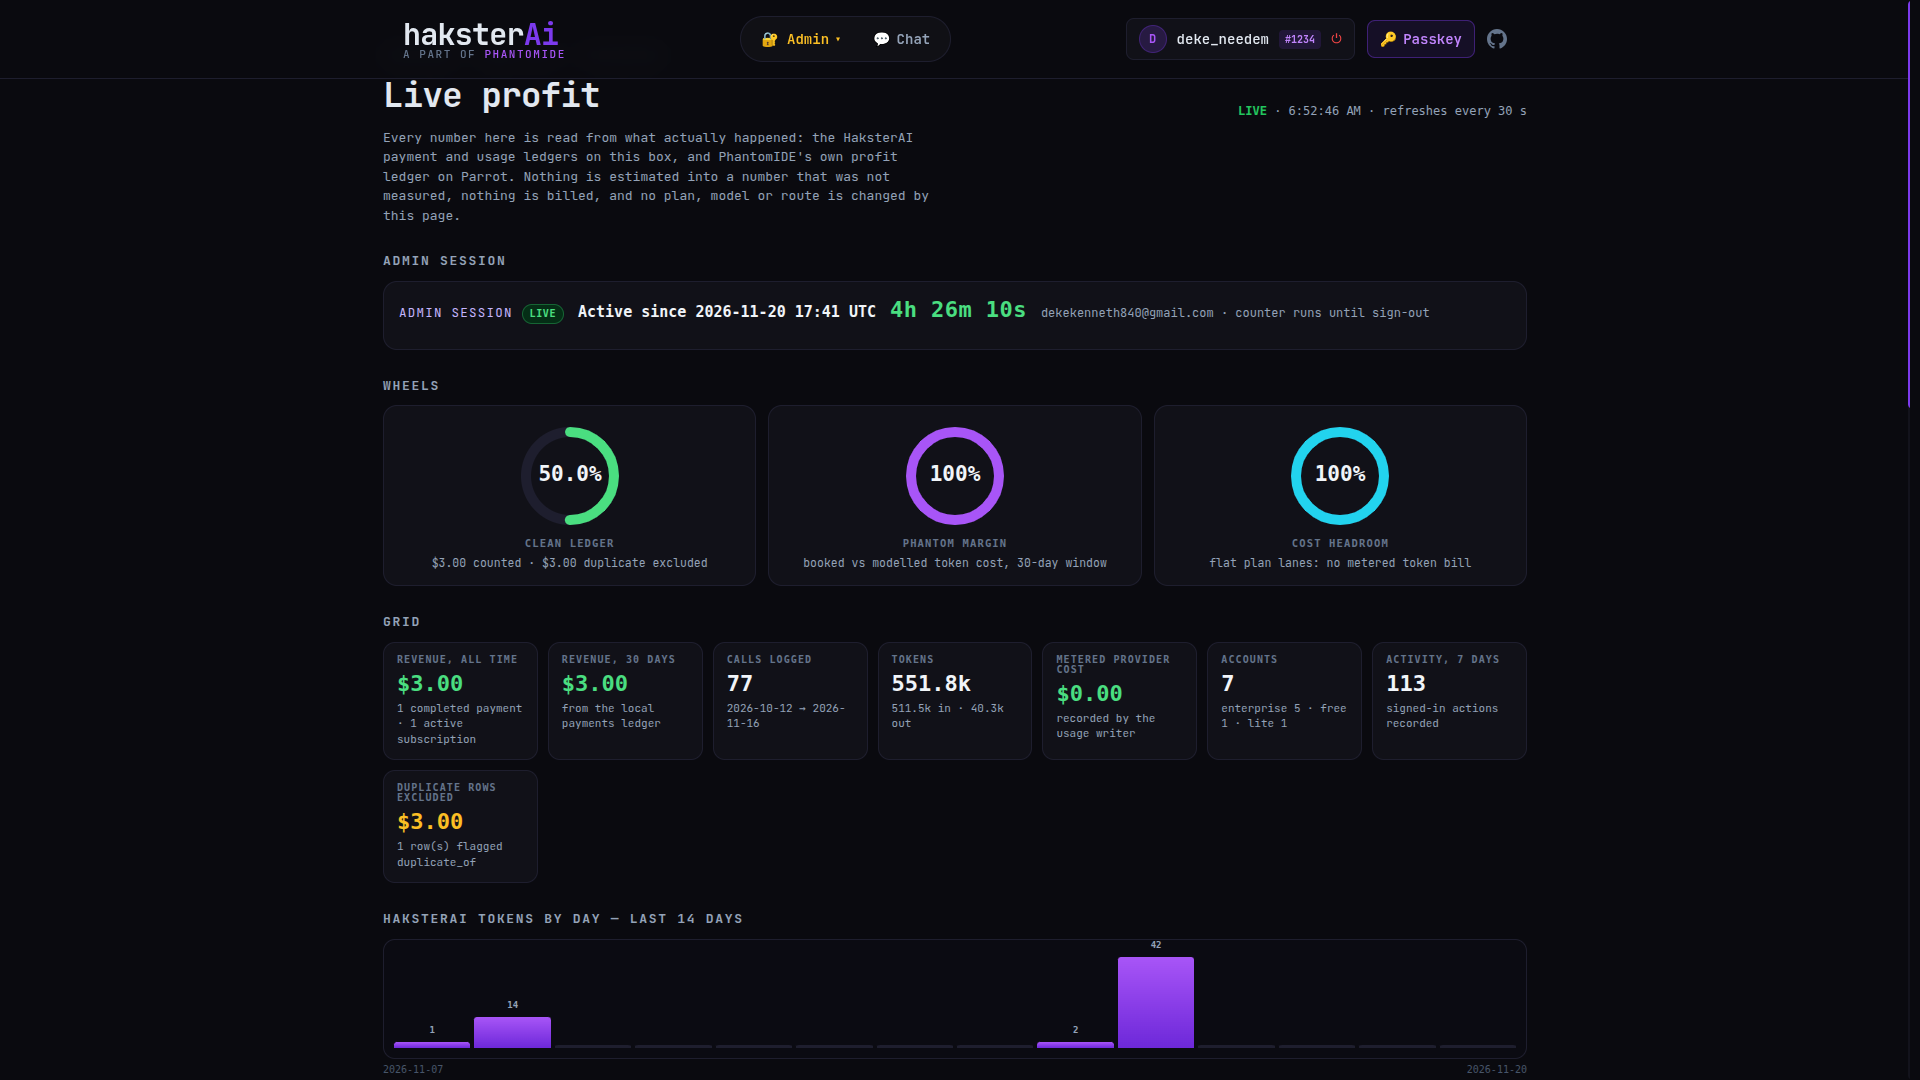 haksterAi
A PART OF PHANTOMIDE
Admin ▾
Chat
D deke_needem #1234
Passkey
Live profit
LIVE · 6:52:46 AM · refreshes every 30 s
Every number here is read from what actually happened: the HaksterAI
payment and usage ledgers on this box, and PhantomIDE's own profit
ledger on Parrot. Nothing is estimated into a number that was not
measured, nothing is billed, and no plan, model or route is changed by
this page.
ADMIN SESSION
ADMIN SESSION LIVE Active since 2026-11-20 17:41 UTC 4h 26m 10s dekekenneth840@gmail.com · counter runs until sign-out
WHEELS
50.0%
CLEAN LEDGER
$3.00 counted · $3.00 duplicate excluded
100%
PHANTOM MARGIN
booked vs modelled token cost, 30-day window
100%
COST HEADROOM
flat plan lanes: no metered token bill
GRID
REVENUE, ALL TIME
$3.00
1 completed payment
· 1 active
subscription
REVENUE, 30 DAYS
$3.00
from the local
payments ledger
CALLS LOGGED
77
2026-10-12 → 2026-
11-16
TOKENS
551.8k
511.5k in · 40.3k
out
METERED PROVIDER
COST
$0.00
recorded by the
usage writer
ACCOUNTS
7
enterprise 5 · free
1 · lite 1
ACTIVITY, 7 DAYS
113
signed-in actions
recorded
DUPLICATE ROWS
EXCLUDED
$3.00
1 row(s) flagged
duplicate_of
HAKSTERAI TOKENS BY DAY — LAST 14 DAYS
1
14
2
42
2026-11-07
2026-11-20